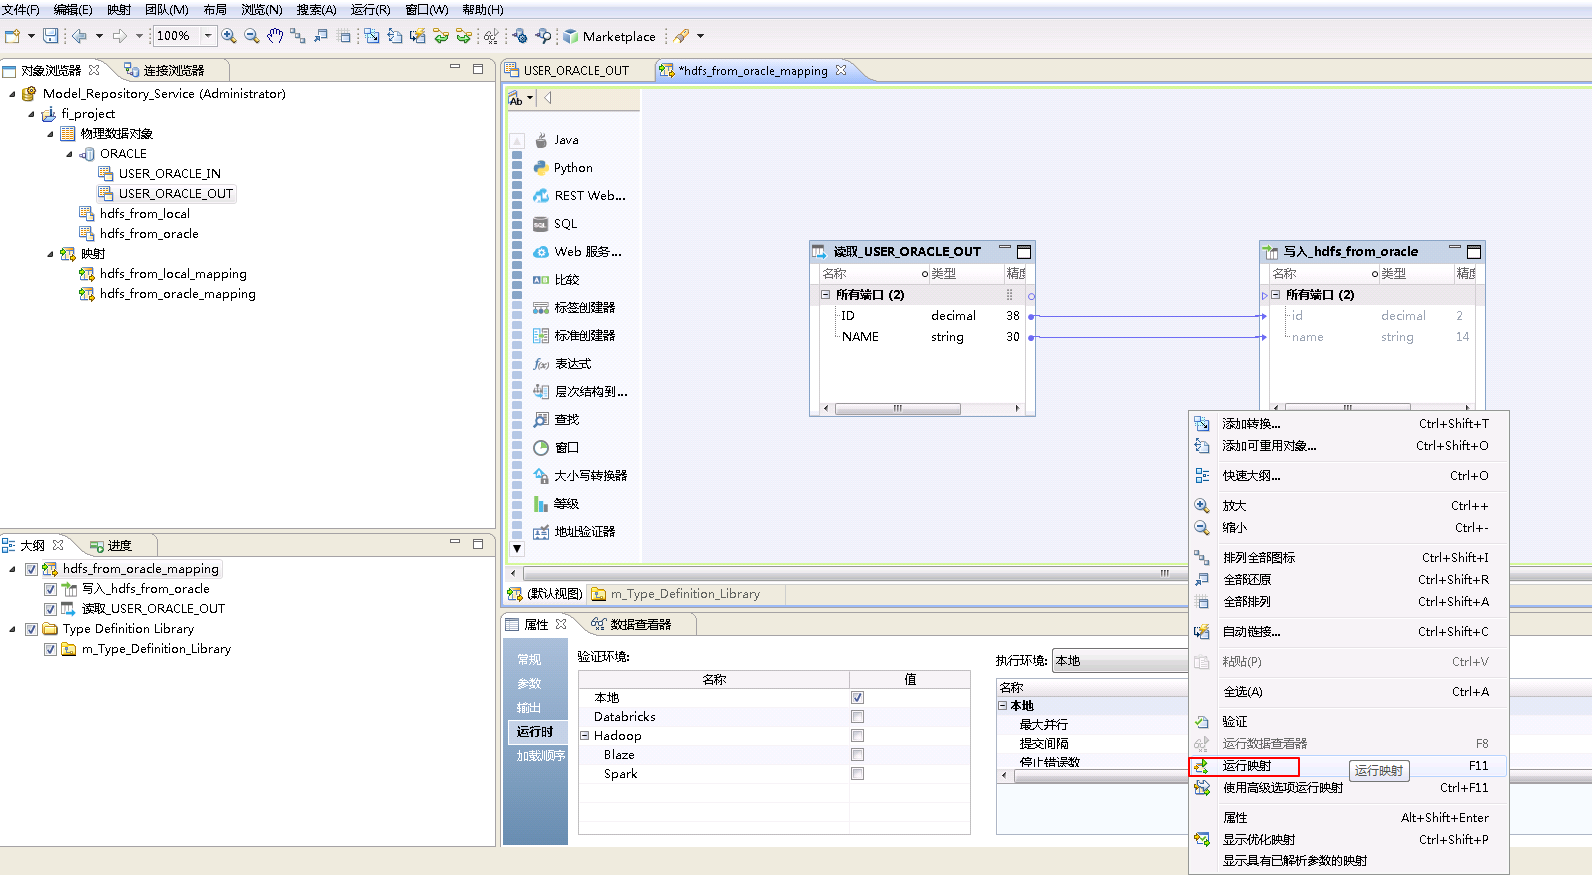 文件(F) 编辑(E) 映射 团队(M) 布局 浏览(N) 搜索(A) 运行(R) 窗口(W) 帮助(H)
100% Marketplace
对象浏览器 连接浏览器
Model_Repository_Service (Administrator)
fi_project
物理数据对象
ORACLE
USER_ORACLE_IN
USER_ORACLE_OUT
hdfs_from_local
hdfs_from_oracle
映射
hdfs_from_local_mapping
hdfs_from_oracle_mapping
大纲 进度
hdfs_from_oracle_mapping
写入_hdfs_from_oracle
读取_USER_ORACLE_OUT
Type Definition Library
m_Type_Definition_Library
USER_ORACLE_OUT *hdfs_from_oracle_mapping
Ab
Java
Python
REST Web...
SQL
Web 服务...
比较
标签创建器
标准创建器
f(x) 表达式
层次结构到...
查找
窗口
大小写转换器
等级
地址验证器
读取_USER_ORACLE_OUT
名称 类型 精度
所有端口 (2)
ID decimal 38
NAME string 30
写入_hdfs_from_oracle
名称 类型 精度
所有端口 (2)
id decimal 2
name string 14
(默认视图) m_Type_Definition_Library
属性 数据查看器
常规
参数
输出
运行时
加载顺序
验证环境:
名称 值
本地
Databricks
Hadoop
Blaze
Spark
执行环境: 本地
名称
本地
最大并行
提交间隔
停止错误数
添加转换... Ctrl+Shift+T
添加可重用对象... Ctrl+Shift+O
快速大纲... Ctrl+O
放大 Ctrl++
缩小 Ctrl+-
排列全部图标 Ctrl+Shift+I
全部还原 Ctrl+Shift+R
全部排列 Ctrl+Shift+A
自动链接... Ctrl+Shift+C
粘贴(P) Ctrl+V
全选(A) Ctrl+A
验证
运行数据查看器 F8
运行映射 F11
运行映射
使用高级选项运行映射 Ctrl+F11
属性 Alt+Shift+Enter
显示优化映射 Ctrl+Shift+P
显示具有已解析参数的映射